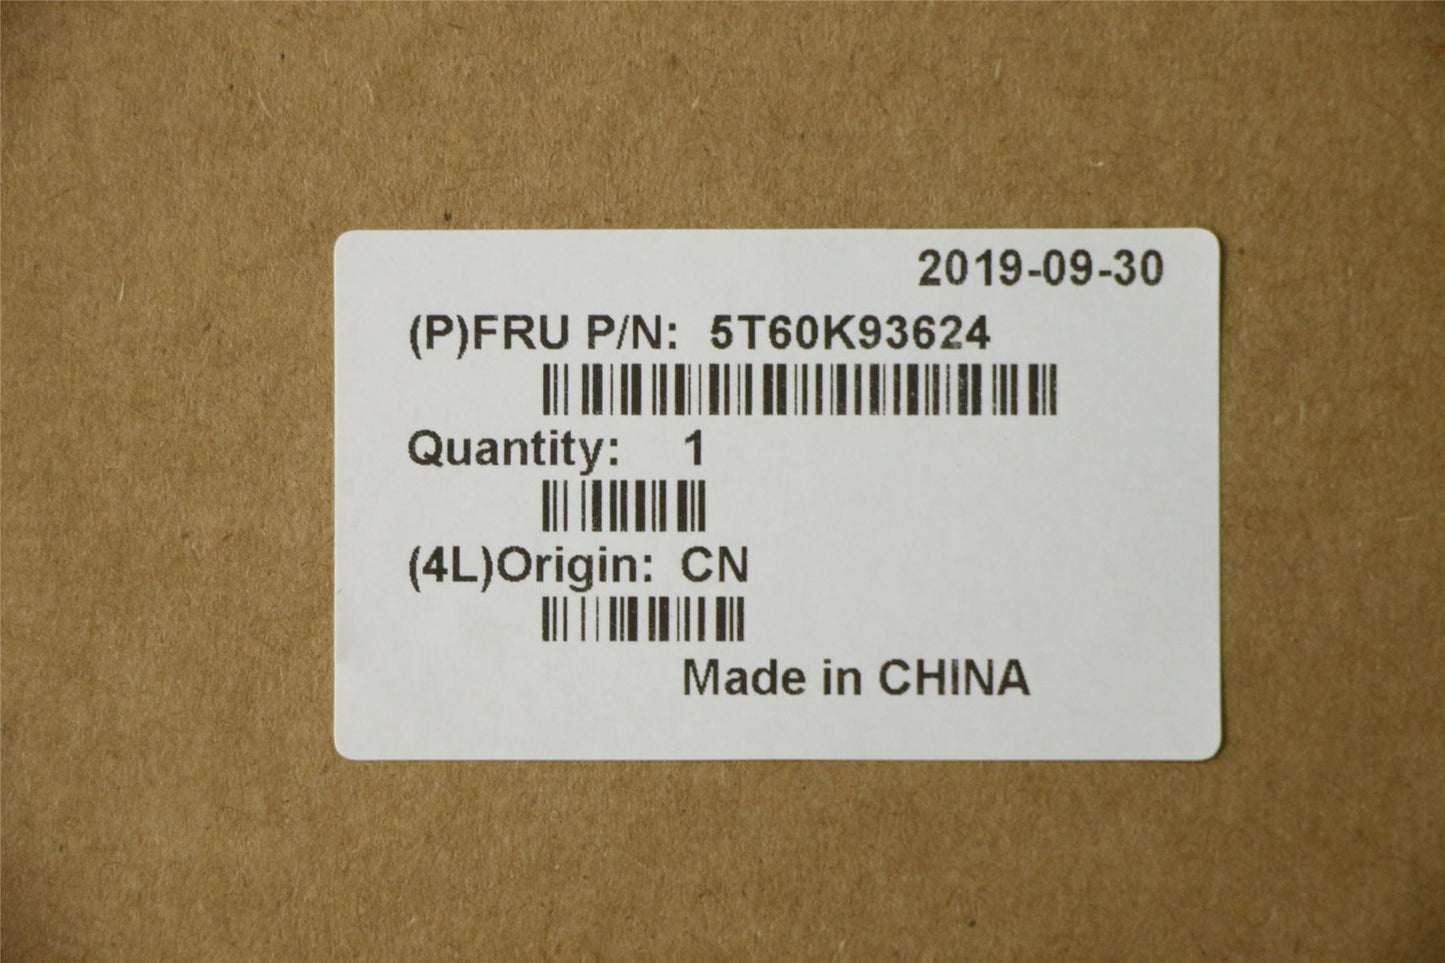 2019-09-30
(P)FRU P/N: 5T60K93624
Quantity: 1
(4L)Origin: CN
Made in CHINA